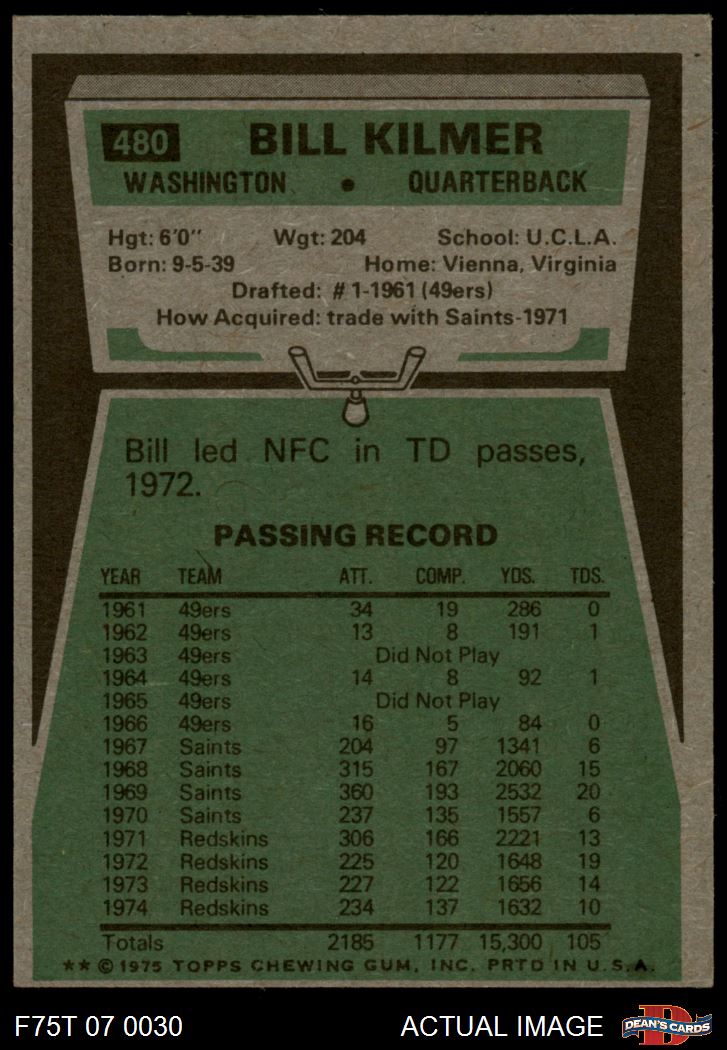 480 BILL KILMER
WASHINGTON • QUARTERBACK
Hgt: 6'0" Wgt: 204 School: U.C.L.A.
Born: 9-5-39 Home: Vienna, Virginia
Drafted: #1-1961 (49ers)
How Acquired: trade with Saints-1971
Bill led NFC in TD passes,
1972.
PASSING RECORD
YEAR TEAM ATT. COMP. YDS. TDS.
1961 49ers 34 19 286 0
1962 49ers 13 8 191 1
1963 49ers Did Not Play
1964 49ers 14 8 92 1
1965 49ers Did Not Play
1966 49ers 16 5 84 0
1967 Saints 204 97 1341 6
1968 Saints 315 167 2060 15
1969 Saints 360 193 2532 20
1970 Saints 237 135 1557 6
1971 Redskins 306 166 2221 13
1972 Redskins 225 120 1648 19
1973 Redskins 227 122 1656 14
1974 Redskins 234 137 1632 10
Totals 2185 1177 15,300 105
** © 1975 TOPPS CHEWING GUM, INC. PRTD IN U.S.A.
F75T 07 0030 ACTUAL IMAGE D DEAN'S CARDS